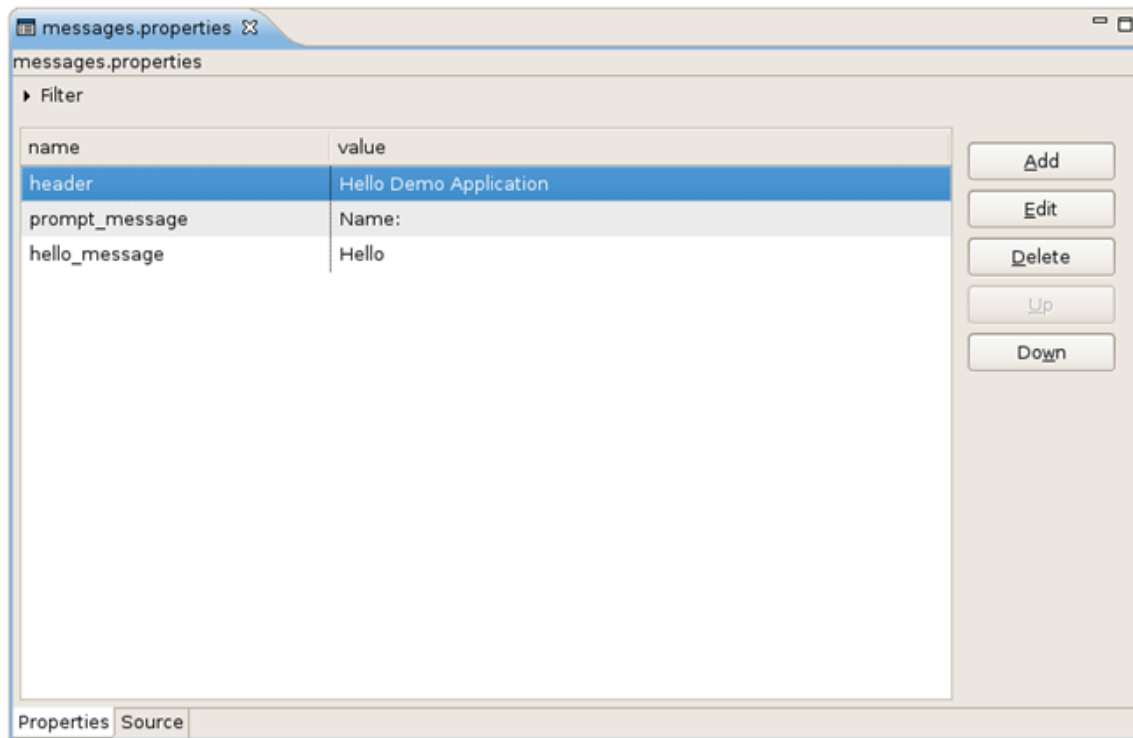 messages.properties
messages.properties
Filter
name value
header Hello Demo Application
prompt_message Name:
hello_message Hello
Add
Edit
Delete
Up
Down
Properties Source